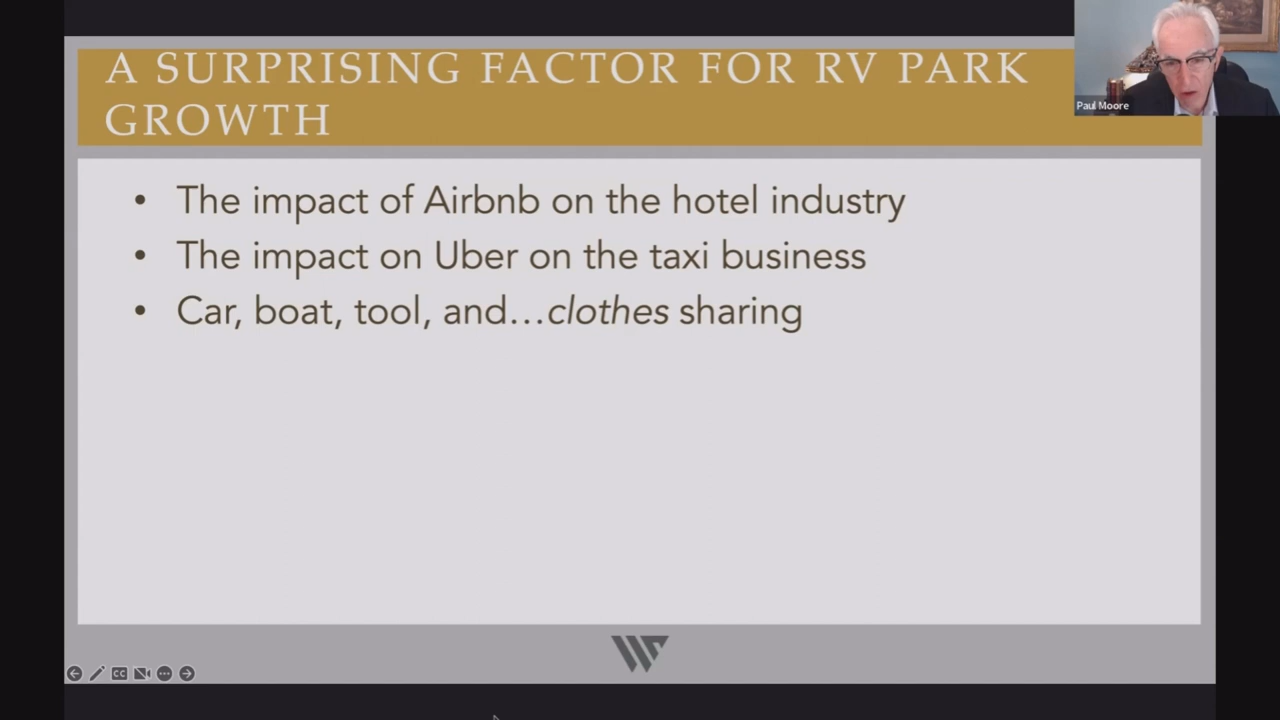 A SURPRISING FACTOR FOR RV PARK
GROWTH
Paul Moore
• The impact of Airbnb on the hotel industry
• The impact on Uber on the taxi business
• Car, boat, tool, and…clothes sharing
CC